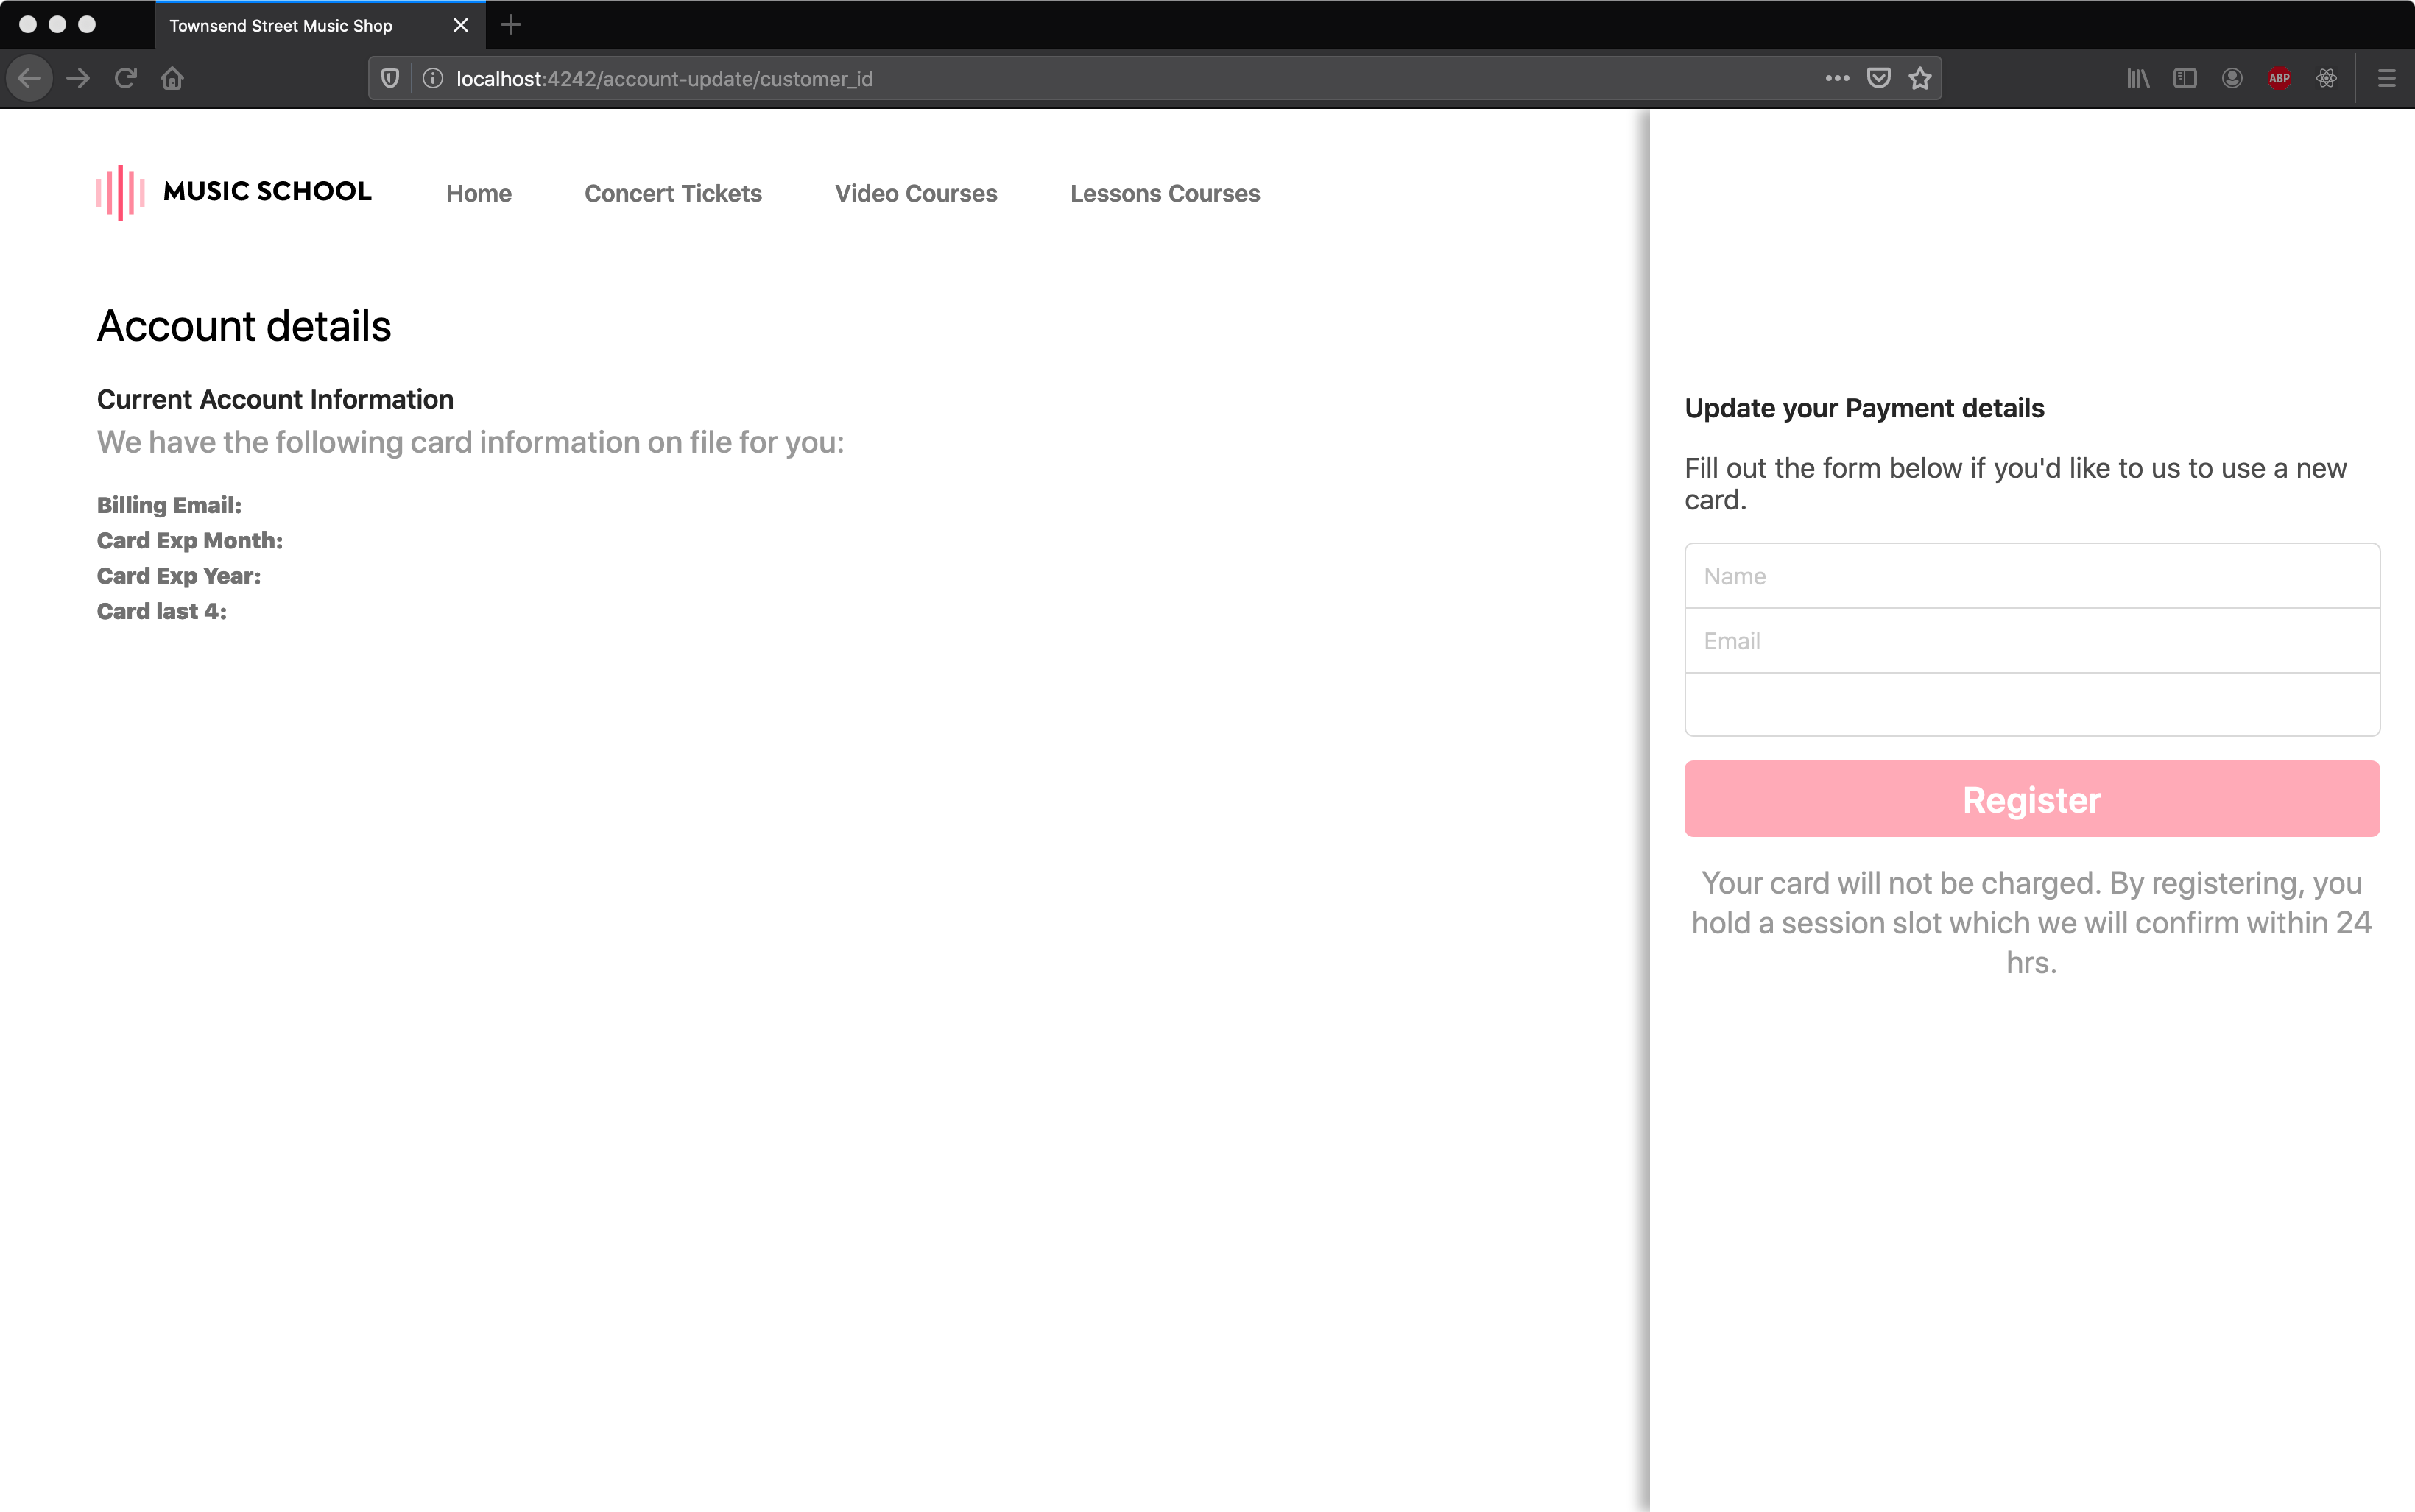 Townsend Street Music Shop
localhost:4242/account-update/customer_id
ABP
MUSIC SCHOOL
Home
Concert Tickets
Video Courses
Lessons Courses
Account details
Current Account Information
We have the following card information on file for you:
Billing Email:
Card Exp Month:
Card Exp Year:
Card last 4:
Update your Payment details
Fill out the form below if you'd like to us to use a new
card.
Name
Email
Register
Your card will not be charged. By registering, you
hold a session slot which we will confirm within 24
hrs.